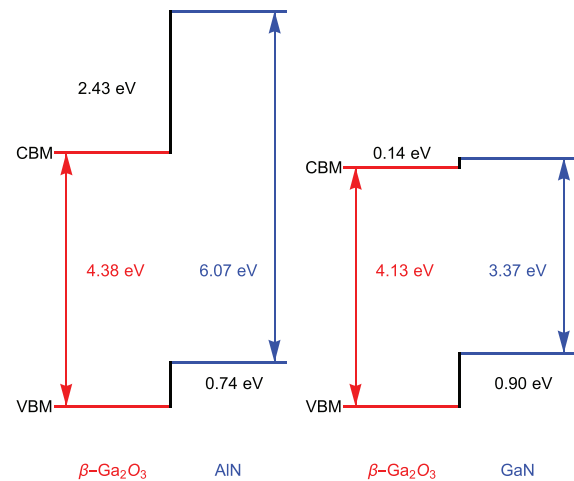 2.43 eV
CBM
0.14 eV
CBM
4.38 eV
6.07 eV
4.13 eV
3.37 eV
0.74 eV
0.90 eV
VBM
VBM
β–Ga₂O₃
AlN
β–Ga₂O₃
GaN